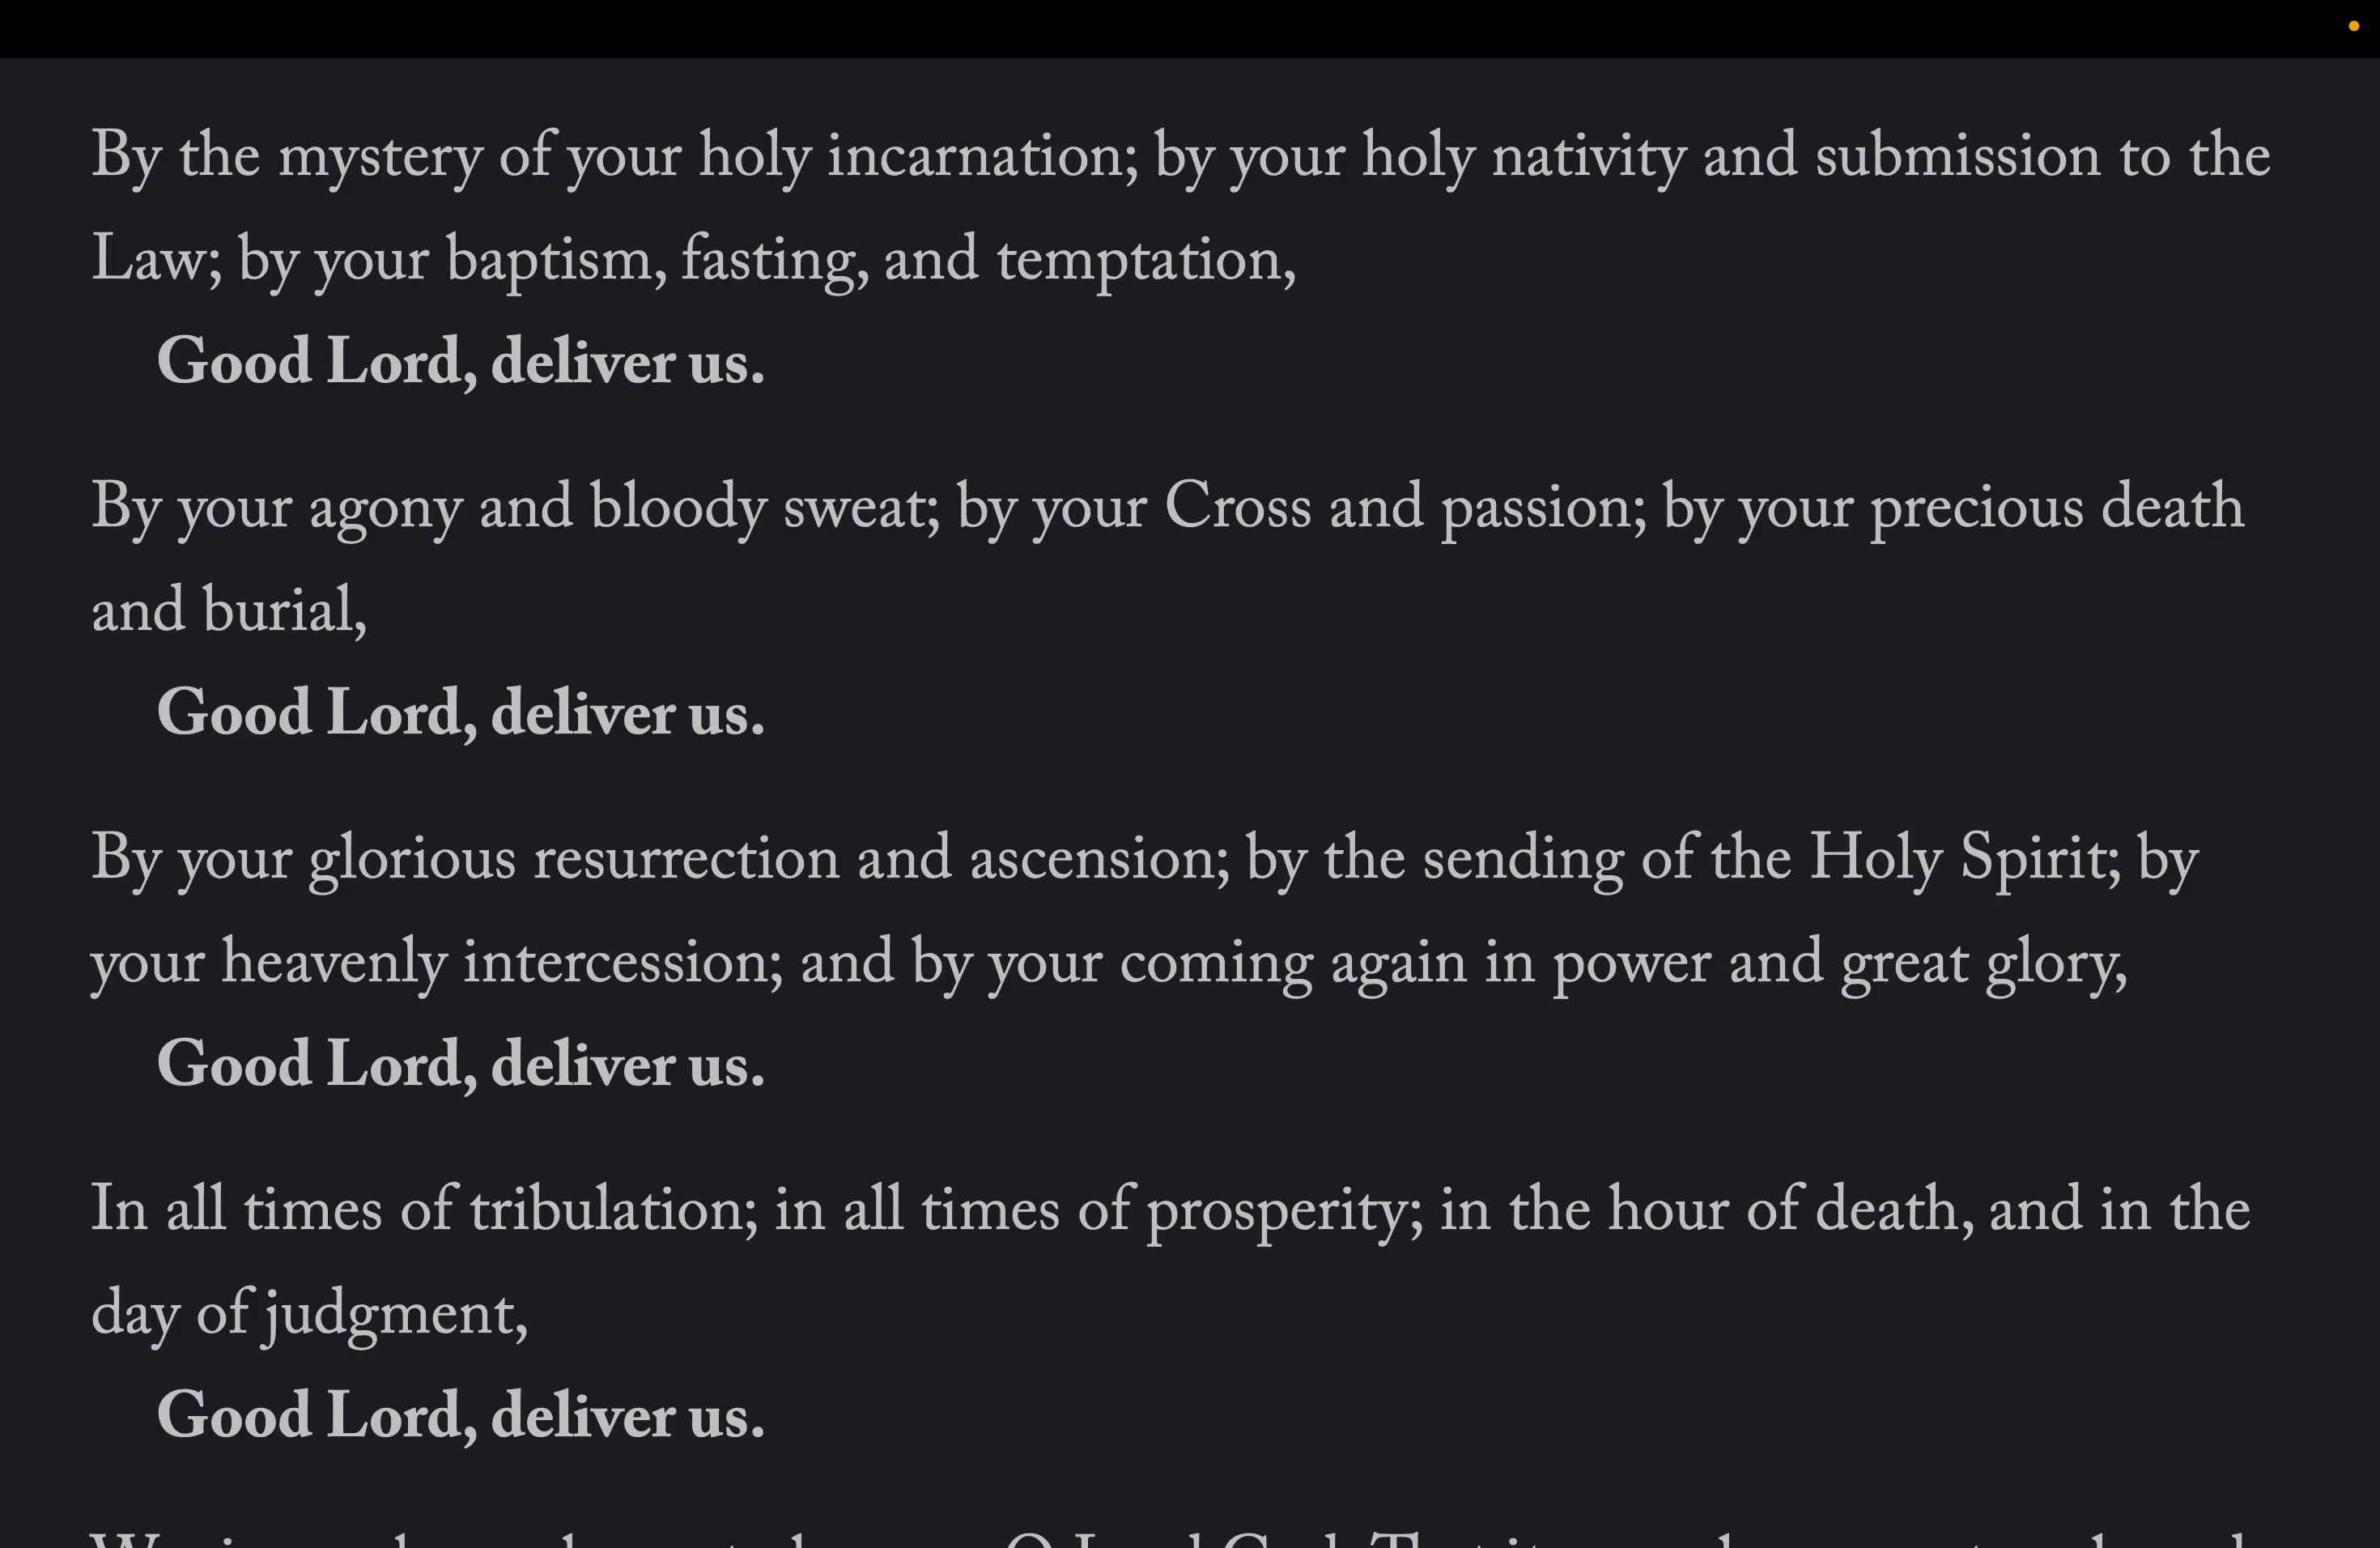 By the mystery of your holy incarnation; by your holy nativity and submission to the
Law; by your baptism, fasting, and temptation,
Good Lord, deliver us.
By your agony and bloody sweat; by your Cross and passion; by your precious death
and burial,
Good Lord, deliver us.
By your glorious resurrection and ascension; by the sending of the Holy Spirit; by
your heavenly intercession; and by your coming again in power and great glory,
Good Lord, deliver us.
In all times of tribulation; in all times of prosperity; in the hour of death, and in the
day of judgment,
Good Lord, deliver us.